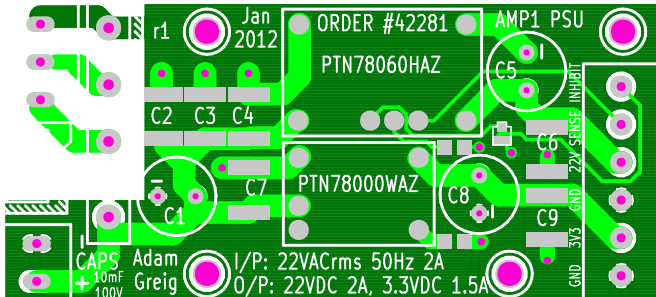 r1
Jan
2012
ORDER #42281
AMP1 PSU
PTN78060HAZ
C5
INHIBIT
C2
C3
C4
C6
22V SENSE
PTN78000WAZ
C7
C8
C1
C9
GND
3V3
GND
CAPS
+
10mF
100V
Adam
Greig
I/P: 22VACrms 50Hz 2A
O/P: 22VDC 2A, 3.3VDC 1.5A